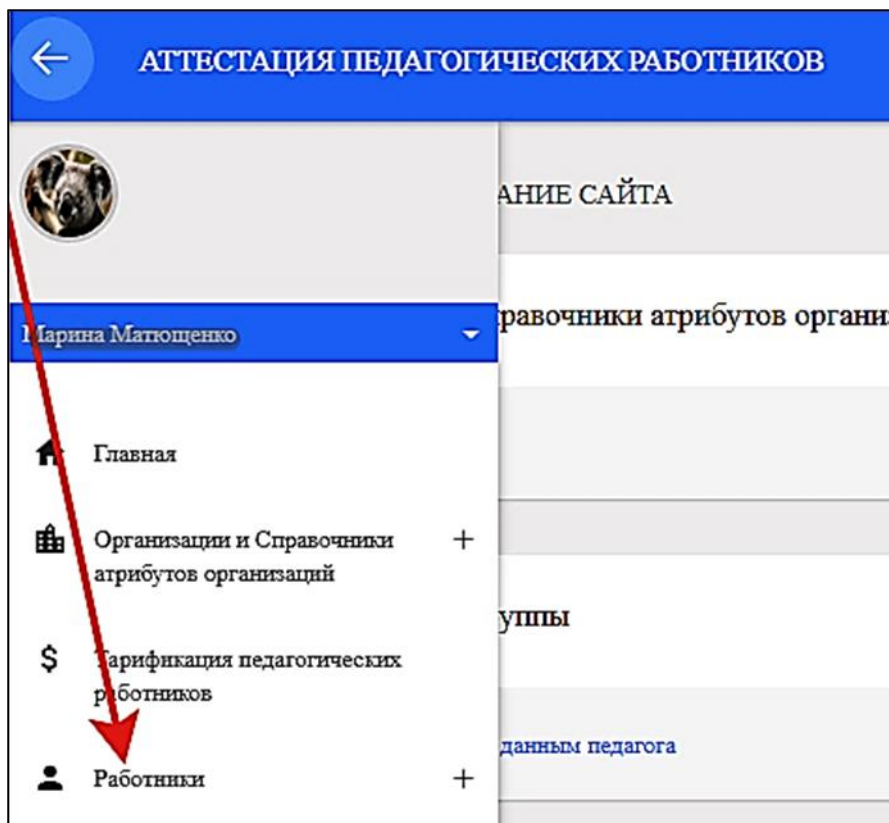 АТТЕСТАЦИЯ ПЕДАГОГИЧЕСКИХ РАБОТНИКОВ
АНИЕ САЙТА
Марина Матющенко
равочники атрибутов органи
Главная
Организации и Справочники
атрибутов организаций
уппы
$ Тарификация педагогических
работников
данным педагога
Работники